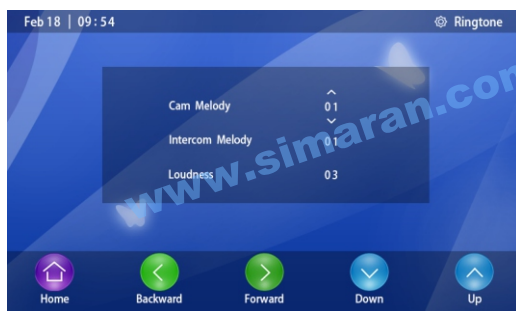 Feb 18 | 09:54
Ringtone
Cam Melody 01
Intercom Melody 01
Loudness 03
www.simaran.com
Home Backward Forward Down Up